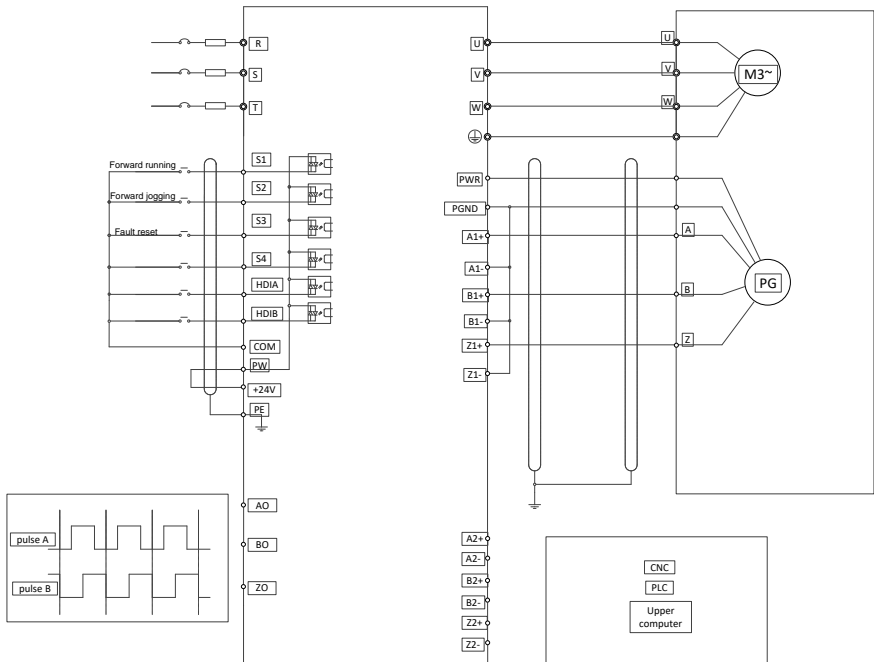 R
S
T
U
V
W
U
V
W
M3~
Forward running
Forward jogging
Fault reset
S1
S2
S3
S4
HDIA
HDIB
COM
PW
+24V
PE
PWR
PGND
A1+
A1-
B1+
B1-
Z1+
Z1-
A
B
Z
PG
pulse A
pulse B
AO
BO
ZO
A2+
A2-
B2+
B2-
Z2+
Z2-
CNC
PLC
Upper
computer